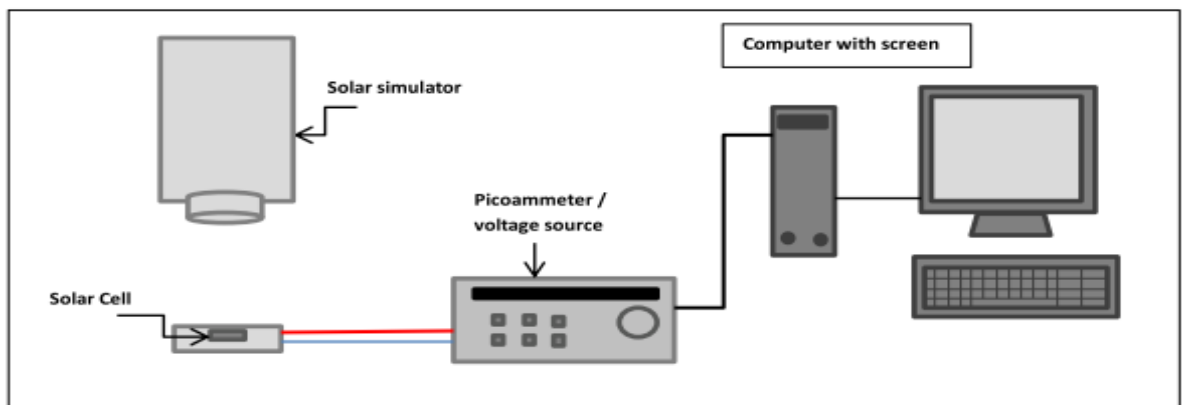 Computer with screen
Solar simulator
Picoammeter /
voltage source
Solar Cell